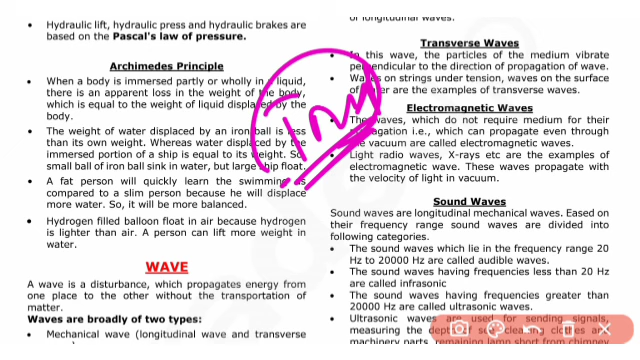 • Hydraulic lift, hydraulic press and hydraulic brakes are
based on the Pascal's law of pressure.
Archimedes Principle
• When a body is immersed partly or wholly in liquid,
there is an apparent loss in the weight of the body,
which is equal to the weight of liquid displaced by the
body.
• The weight of water displaced by an iron ball is less
than its own weight. Whereas water displaced by the
immersed portion of a ship is equal to its weight. So
small ball of iron ball sink in water, but large ship float.
• A fat person will quickly learn the swimming as
compared to a slim person because he will displace
more water. So, it will be more balanced.
• Hydrogen filled balloon float in air because hydrogen
is lighter than air. A person can lift more weight in
water.
WAVE
A wave is a disturbance, which propagates energy from
one place to the other without the transportation of
matter.
Waves are broadly of two types:
• Mechanical wave (longitudinal wave and transverse
or longitudinal waves.
Transverse Waves
• In this wave, the particles of the medium vibrate
perpendicular to the direction of propagation of wave.
• Waves on strings under tension, waves on the surface
of water are the examples of transverse waves.
Electromagnetic Waves
• The waves, which do not require medium for their
propagation i.e., which can propagate even through
the vacuum are called electromagnetic waves.
• Light radio waves, X-rays etc are the examples of
electromagnetic wave. These waves propagate with
the velocity of light in vacuum.
Sound Waves
Sound waves are longitudinal mechanical waves. Eased on
their frequency range sound waves are divided into
following categories.
• The sound waves which lie in the frequency range 20
Hz to 20000 Hz are called audible waves.
• The sound waves having frequencies less than 20 Hz
are called infrasonic
• The sound waves having frequencies greater than
20000 Hz are called ultrasonic waves.
• Ultrasonic waves are used for sending signals,
measuring the depth of sea, cleaning clothes and
machinery parts, remaining lamp short from chimney